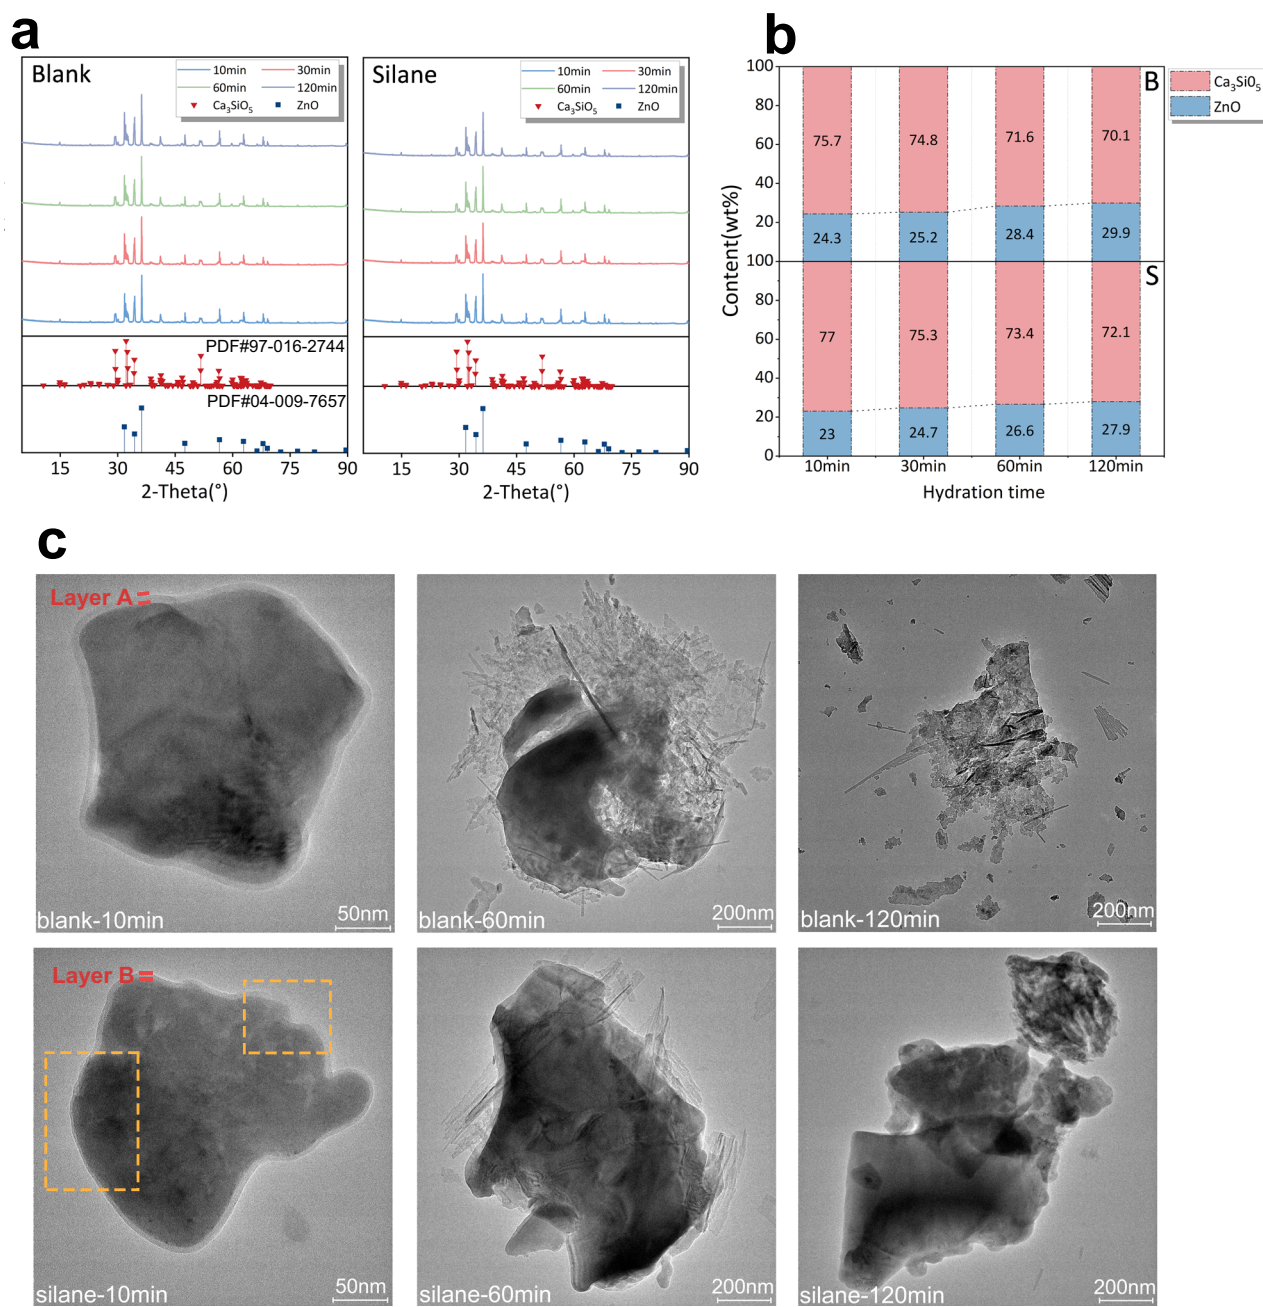 a
Blank
10min 30min
60min 120min
Ca3SiO5 ZnO
PDF#97-016-2744
PDF#04-009-7657
15 30 45 60 75 90
2-Theta(°)
Silane
10min 30min
60min 120min
Ca3SiO5 ZnO
15 30 45 60 75 90
2-Theta(°)
b
Content(wt%)
100
80
60
40
20
100
80
60
40
20
0
B
75.7 74.8 71.6 70.1
24.3 25.2 28.4 29.9
S
77 75.3 73.4 72.1
23 24.7 26.6 27.9
10min 30min 60min 120min
Hydration time
Ca3Si05
ZnO
c
Layer A
blank-10min 50nm
blank-60min 200nm
blank-120min 200nm
Layer B
silane-10min 50nm
silane-60min 200nm
silane-120min 200nm